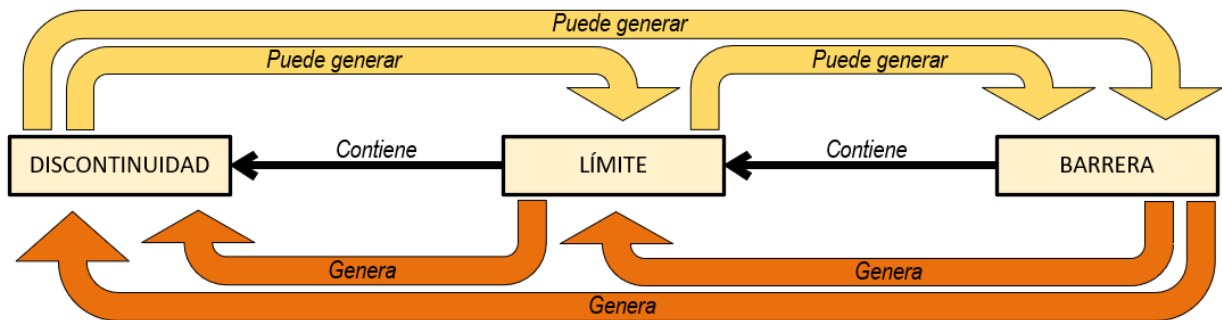 Puede generar
Puede generar
Puede generar
DISCONTINUIDAD
Contiene
LÍMITE
Contiene
BARRERA
Genera
Genera
Genera